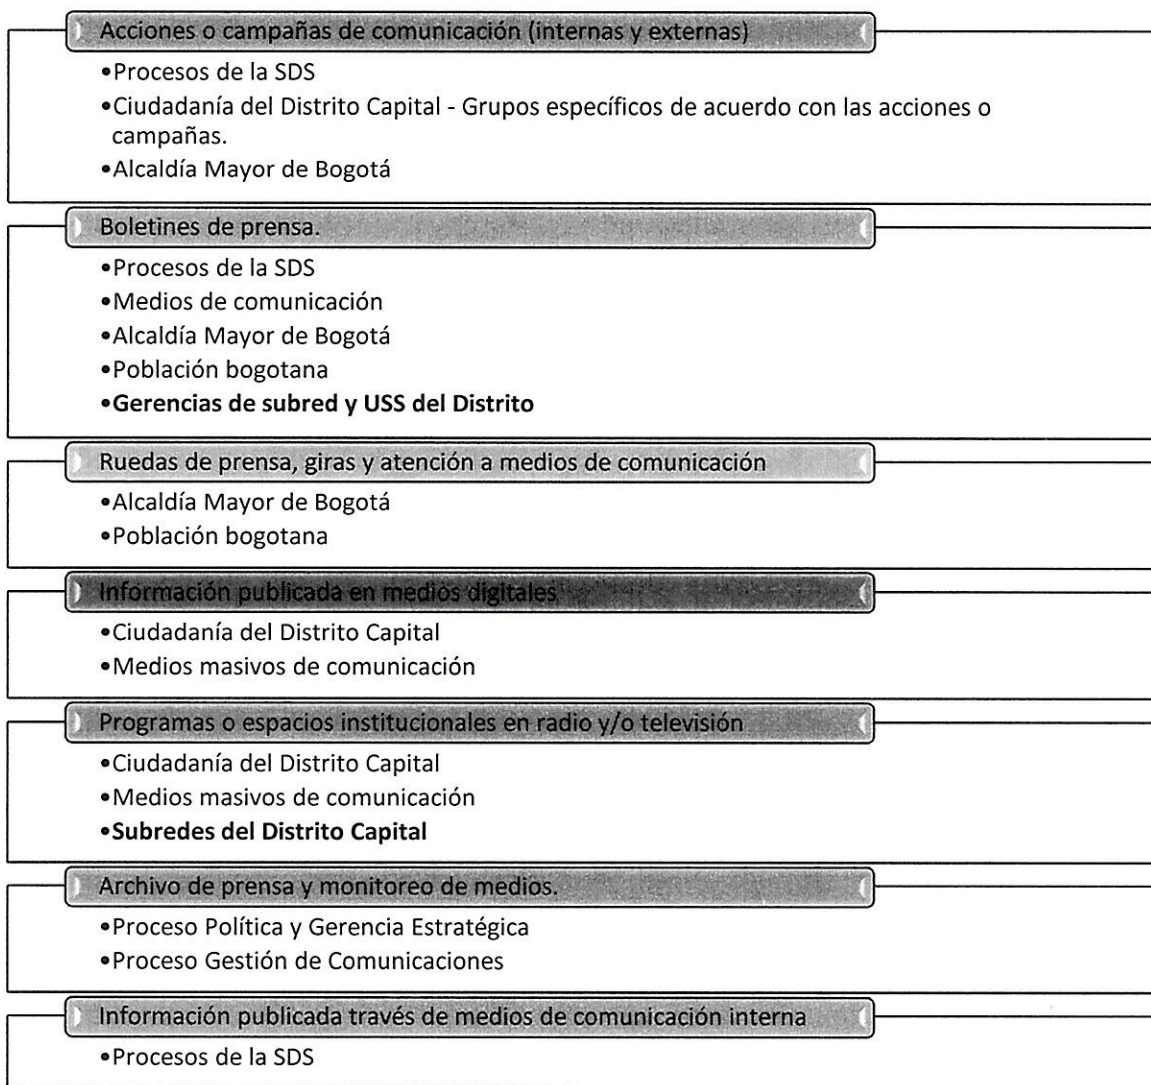 Acciones o campañas de comunicación (internas y externas)
•Procesos de la SDS
•Ciudadanía del Distrito Capital - Grupos específicos de acuerdo con las acciones o
campañas.
•Alcaldía Mayor de Bogotá
Boletines de prensa.
•Procesos de la SDS
•Medios de comunicación
•Alcaldía Mayor de Bogotá
•Población bogotana
•Gerencias de subred y USS del Distrito
Ruedas de prensa, giras y atención a medios de comunicación
•Alcaldía Mayor de Bogotá
•Población bogotana
Información publicada en medios digitales
•Ciudadanía del Distrito Capital
•Medios masivos de comunicación
Programas o espacios institucionales en radio y/o televisión
•Ciudadanía del Distrito Capital
•Medios masivos de comunicación
•Subredes del Distrito Capital
Archivo de prensa y monitoreo de medios.
•Proceso Política y Gerencia Estratégica
•Proceso Gestión de Comunicaciones
Información publicada través de medios de comunicación interna
•Procesos de la SDS